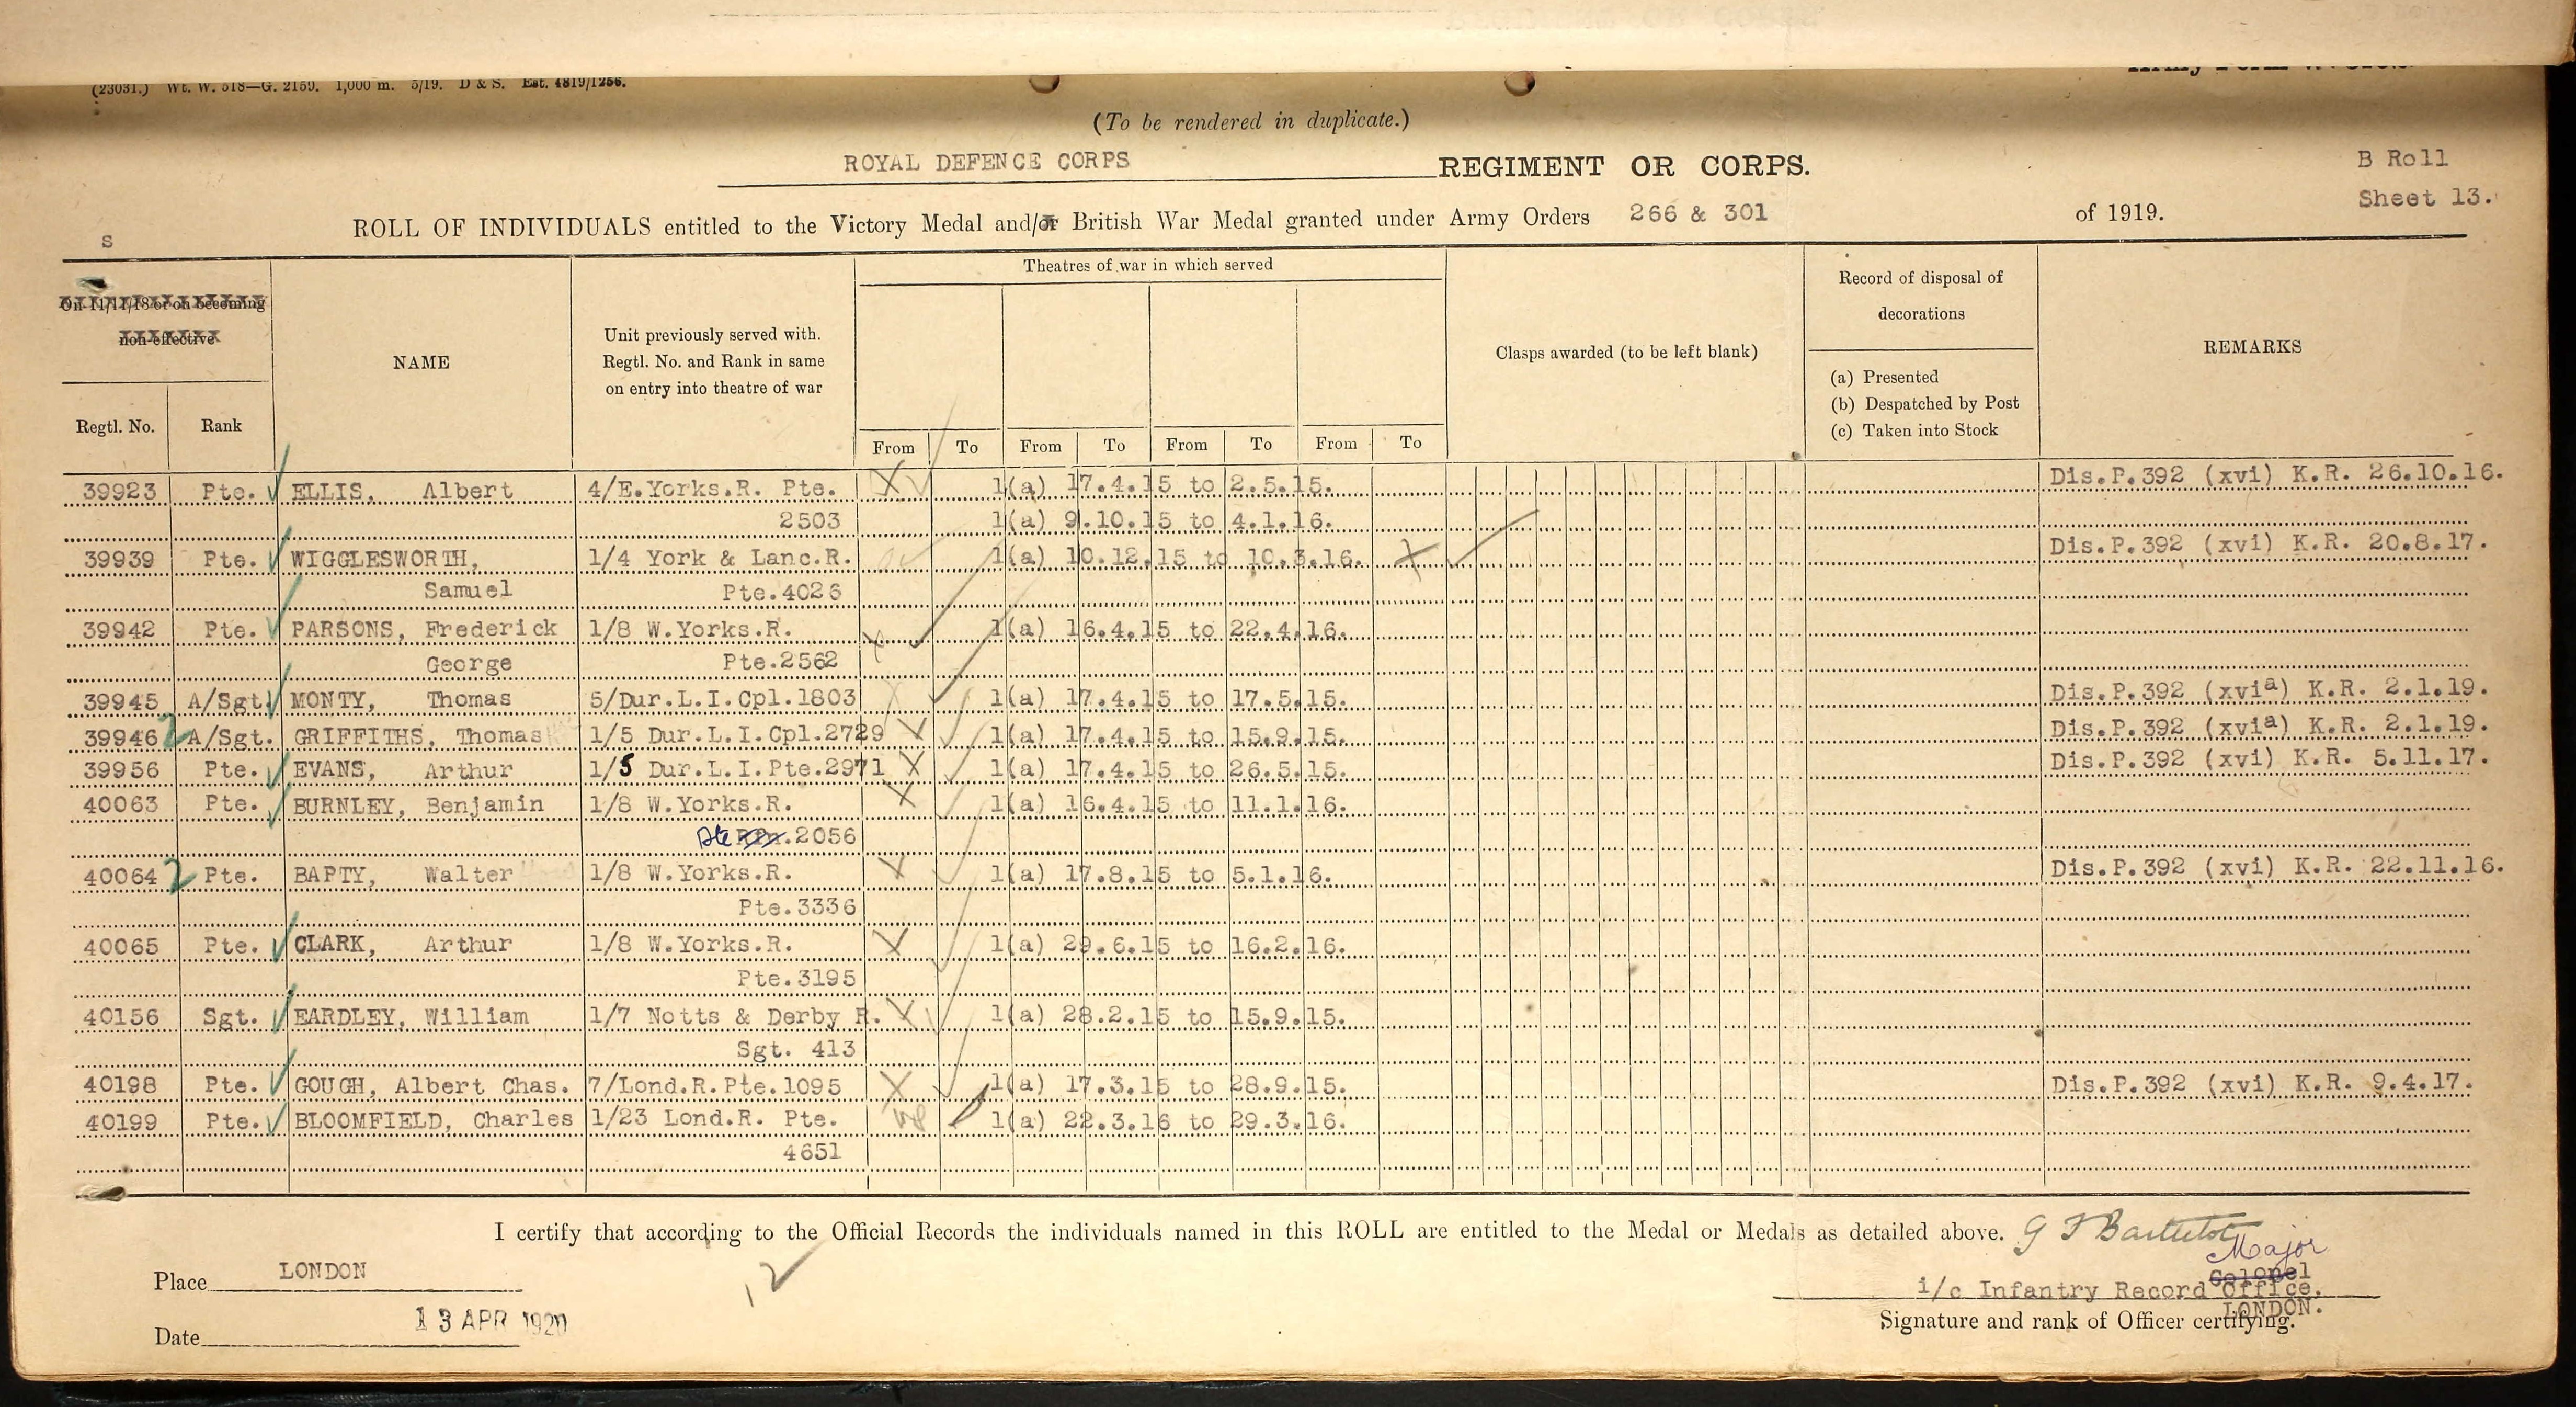 (23031.) Wt. W. 518—G. 2159. 1,000 m. 5/19. D & S. Est. 4819/1256.
(To be rendered in duplicate.)
ROYAL DEFENCE CORPS REGIMENT OR CORPS.
B Roll
Sheet 13.
ROLL OF INDIVIDUALS entitled to the Victory Medal and/or British War Medal granted under Army Orders 266 & 301 of 1919.
S
On 11/11/18 or on becoming
non-effective
Regtl. No. Rank
NAME
Unit previously served with.
Regtl. No. and Rank in same
on entry into theatre of war
Theatres of war in which served
From To From To From To From To
Clasps awarded (to be left blank)
Record of disposal of
decorations
(a) Presented
(b) Despatched by Post
(c) Taken into Stock
REMARKS
39923 Pte. ELLIS, Albert 4/E.Yorks.R. Pte. 1(a) 17.4.15 to 2.5.15. Dis.P.392 (xvi) K.R. 26.10.16.
2503 1(a) 9.10.15 to 4.1.16.
39939 Pte. WIGGLESWORTH, 1/4 York & Lanc.R. 1(a) 10.12.15 to 10.3.16. Dis.P.392 (xvi) K.R. 20.8.17.
Samuel Pte.4026
39942 Pte. PARSONS, Frederick 1/8 W.Yorks.R. 1(a) 16.4.15 to 22.4.16.
George Pte.2562
39945 A/Sgt. MONTY, Thomas 5/Dur.L.I.Cpl.1803 1(a) 17.4.15 to 17.5.15. Dis.P.392 (xviª) K.R. 2.1.19.
39946 2 A/Sgt. GRIFFITHS, Thomas 1/5 Dur.L.I.Cpl.2729 1(a) 17.4.15 to 15.9.15. Dis.P.392 (xviª) K.R. 2.1.19.
39956 Pte. EVANS, Arthur 1/5 Dur.L.I.Pte.2971 1(a) 17.4.15 to 26.5.15. Dis.P.392 (xvi) K.R. 5.11.17.
40063 Pte. BURNLEY, Benjamin 1/8 W.Yorks.R. 1(a) 16.4.15 to 11.1.16.
Pte .2056
40064 2 Pte. BAPTY, Walter 1/8 W.Yorks.R. 1(a) 17.8.15 to 5.1.16. Dis.P.392 (xvi) K.R. 22.11.16.
Pte.3336
40065 Pte. CLARK, Arthur 1/8 W.Yorks.R. 1(a) 29.6.15 to 16.2.16.
Pte.3195
40156 Sgt. EARDLEY, William 1/7 Notts & Derby R. 1(a) 28.2.15 to 15.9.15.
Sgt. 413
40198 Pte. GOUGH, Albert Chas. 7/Lond.R.Pte.1095 1(a) 17.3.15 to 28.9.15. Dis.P.392 (xvi) K.R. 9.4.17.
40199 Pte. BLOOMFIELD, Charles 1/23 Lond.R. Pte. 1(a) 22.3.16 to 29.3.16.
4651
I certify that according to the Official Records the individuals named in this ROLL are entitled to the Medal or Medals as detailed above.
Major
Colonel
Place LONDON
12
i/c Infantry Record Office,
LONDON.
Date 13 APR 1920
Signature and rank of Officer certifying.